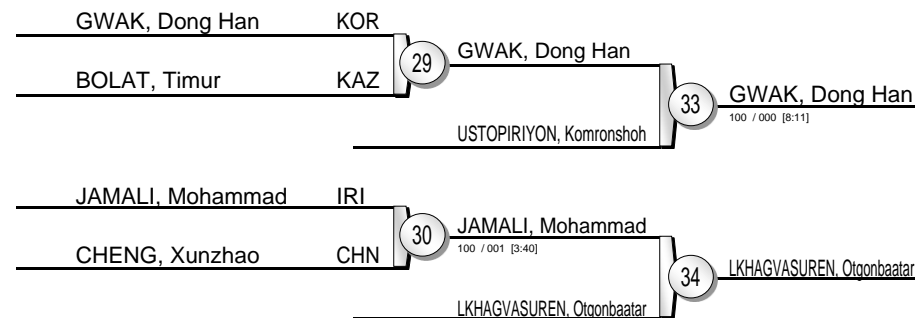 GWAK, Dong Han KOR
29
GWAK, Dong Han
BOLAT, Timur KAZ
33
GWAK, Dong Han
100 / 000 [8:11]
USTOPIRIYON, Komronshoh
JAMALI, Mohammad IRI
30
JAMALI, Mohammad
100 / 001 [3:40]
CHENG, Xunzhao CHN
34
LKHAGVASUREN, Otgonbaatar
LKHAGVASUREN, Otgonbaatar